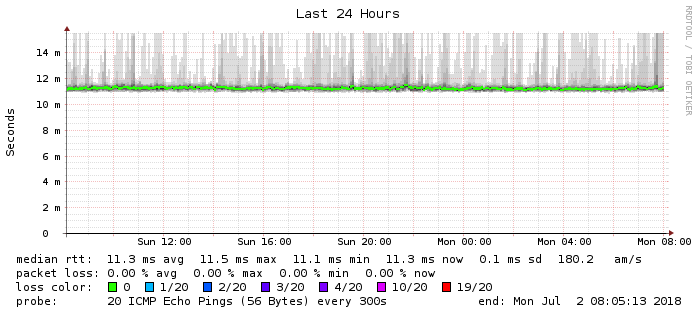 Last 24 Hours
RRDTOOL / TOBI OETIKER
Seconds
14 m
12 m
10 m
8 m
6 m
4 m
2 m
0
Sun 12:00 Sun 16:00 Sun 20:00 Mon 00:00 Mon 04:00 Mon 08:00
median rtt: 11.3 ms avg 11.5 ms max 11.1 ms min 11.3 ms now 0.1 ms sd 180.2 am/s
packet loss: 0.00 % avg 0.00 % max 0.00 % min 0.00 % now
loss color: 0 1/20 2/20 3/20 4/20 10/20 19/20
probe: 20 ICMP Echo Pings (56 Bytes) every 300s end: Mon Jul 2 08:05:13 2018